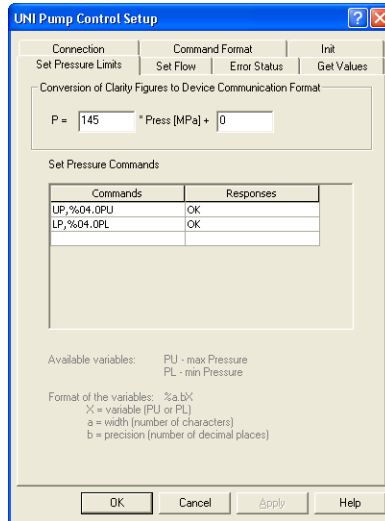 UNI Pump Control Setup
Connection Command Format Init
Set Pressure Limits Set Flow Error Status Get Values
Conversion of Clarity Figures to Device Communication Format
P = 145 * Press [MPa] + 0
Set Pressure Commands
Commands Responses
UP,%04.0PU OK
LP,%04.0PL OK
Available variables: PU - max Pressure
PL - min Pressure
Format of the variables: %a.bX
X = variable (PU or PL)
a = width (number of characters)
b = precision (number of decimal places)
OK Cancel Apply Help